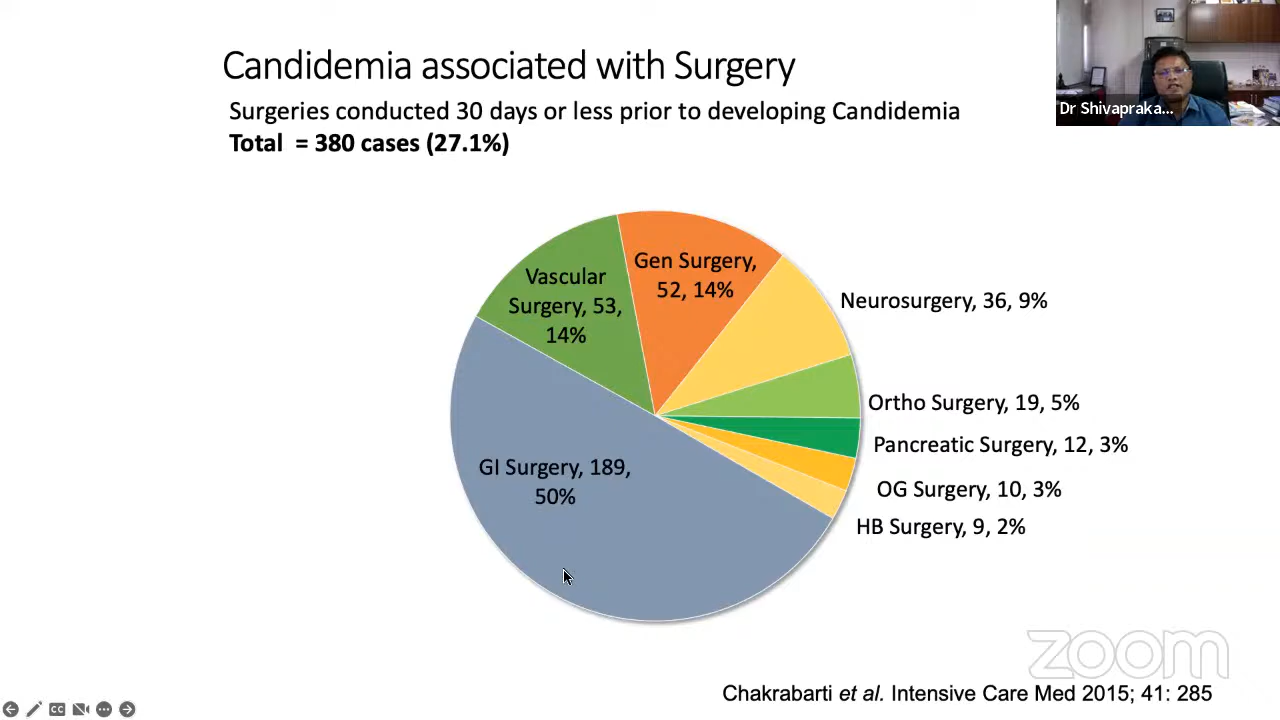 Candidemia associated with Surgery
Surgeries conducted 30 days or less prior to developing Candidemia
Total = 380 cases (27.1%)
Dr Shivapraka...
Vascular
Surgery, 53,
14%
Gen Surgery,
52, 14%
Neurosurgery, 36, 9%
Ortho Surgery, 19, 5%
Pancreatic Surgery, 12, 3%
OG Surgery, 10, 3%
HB Surgery, 9, 2%
GI Surgery, 189,
50%
zoom
Chakrabarti et al. Intensive Care Med 2015; 41: 285
CC